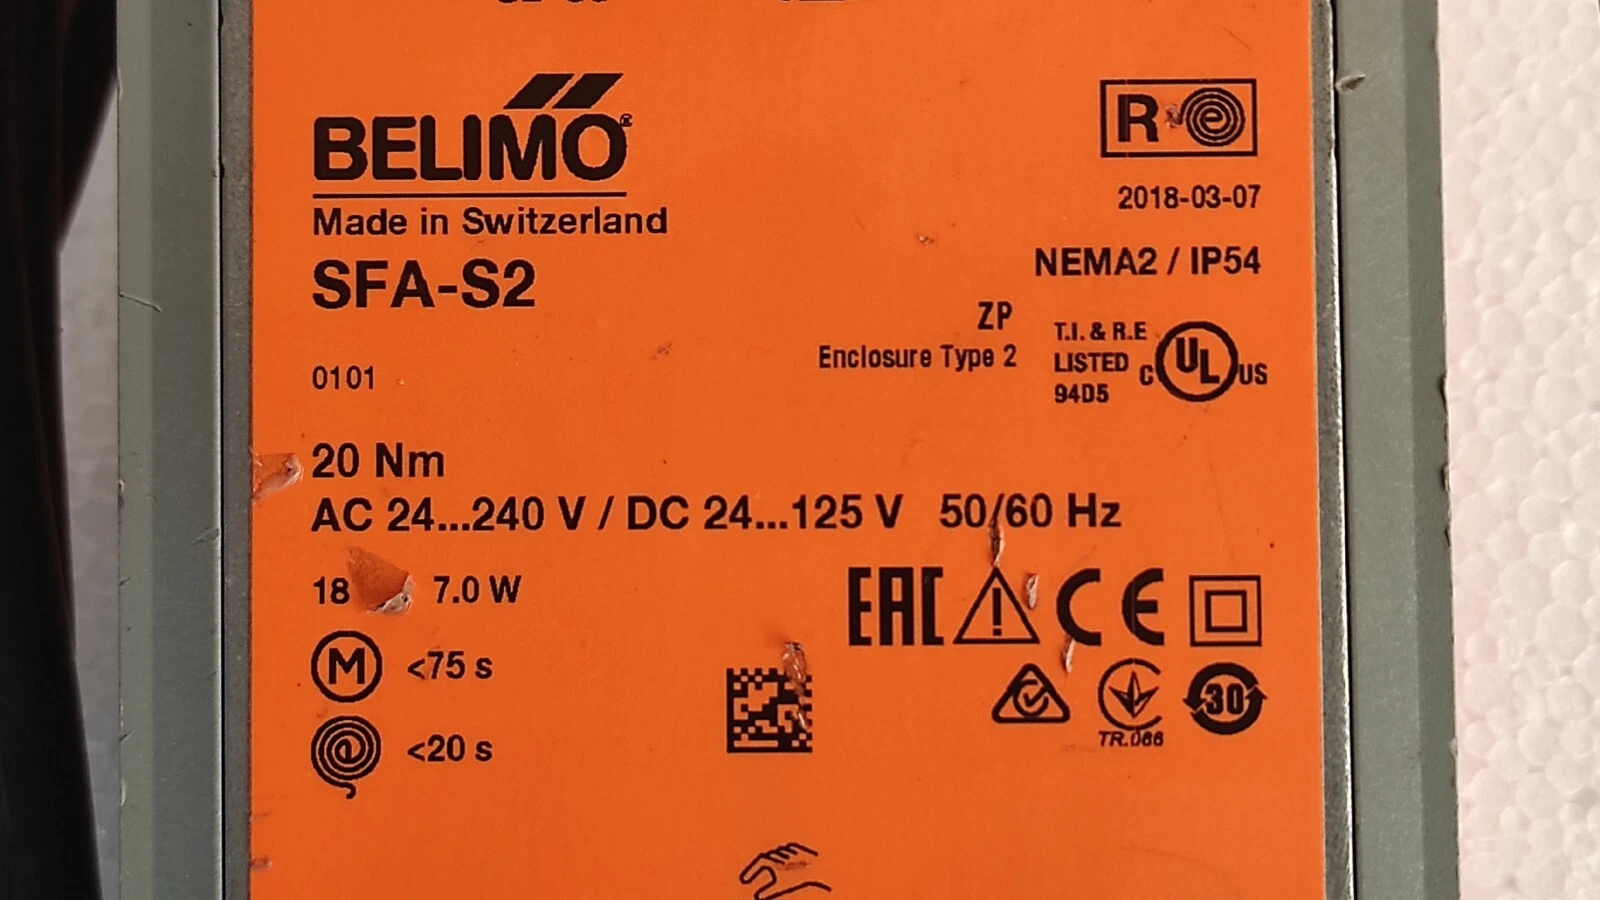 BELIMO®
Made in Switzerland
SFA-S2
0101
R
2018-03-07
NEMA2 / IP54
ZP
Enclosure Type 2
T.I. & R.E
LISTED
94D5
C UL US
20 Nm
AC 24...240 V / DC 24...125 V 50/60 Hz
18 7.0 W
M <75 s
<20 s
EAC ! CE
TR.066
30